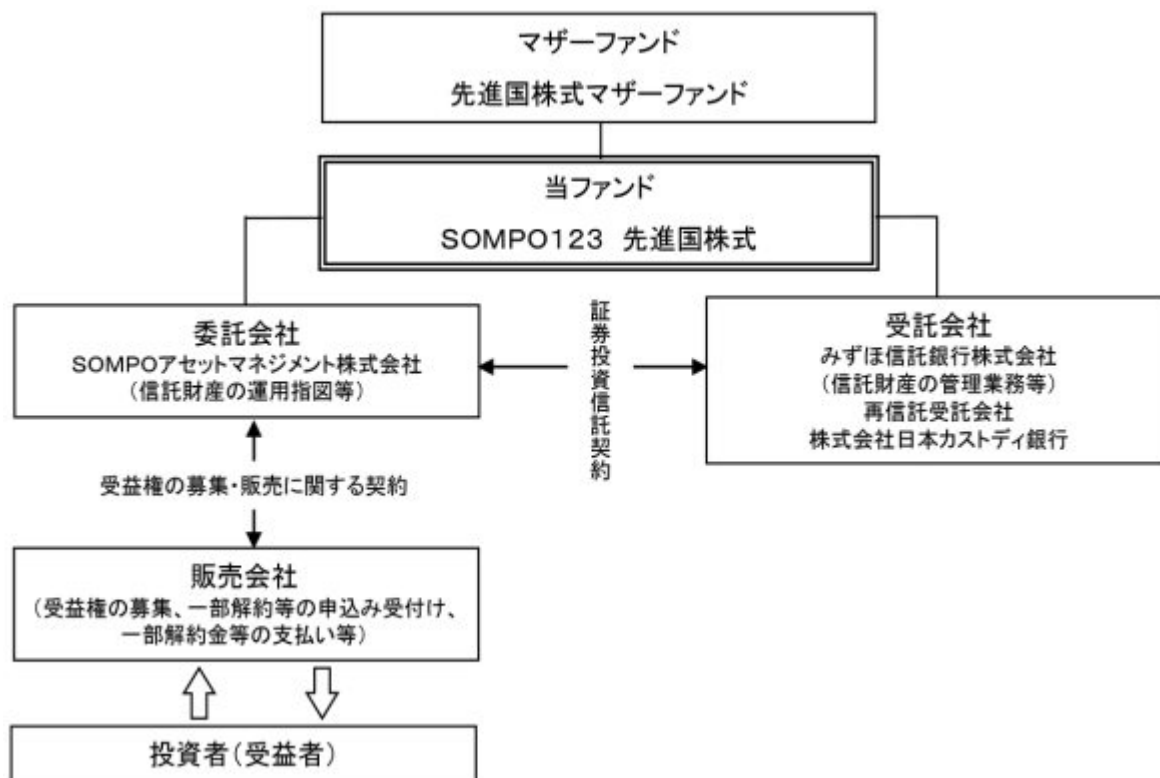 マザーファンド
先進国株式マザーファンド
当ファンド
SOMPO123 先進国株式
委託会社
SOMPOアセットマネジメント株式会社
(信託財産の運用指図等)
証券投資信託契約
受託会社
みずほ信託銀行株式会社
(信託財産の管理業務等)
再信託受託会社
株式会社日本カストディ銀行
受益権の募集・販売に関する契約
販売会社
(受益権の募集、一部解約等の申込み受付け、
一部解約金等の支払い等)
投資者(受益者)